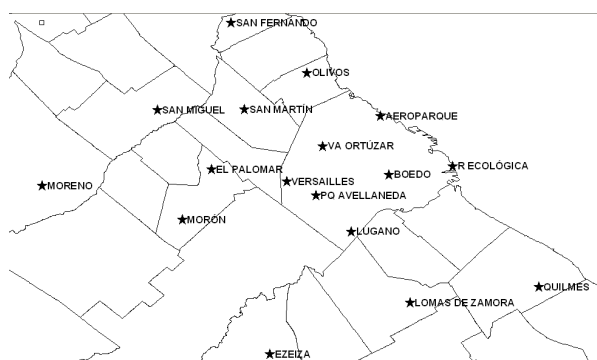 SAN FERNANDO
OLIVOS
SAN MIGUEL
SAN MARTÍN
AEROPARQUE
VA ORTÚZAR
R ECOLÓGICA
EL PALOMAR
BOEDO
VERSAILLES
MORENO
PQ AVELLANEDA
MORÓN
LUGANO
QUILMES
LOMAS DE ZAMORA
EZEIZA